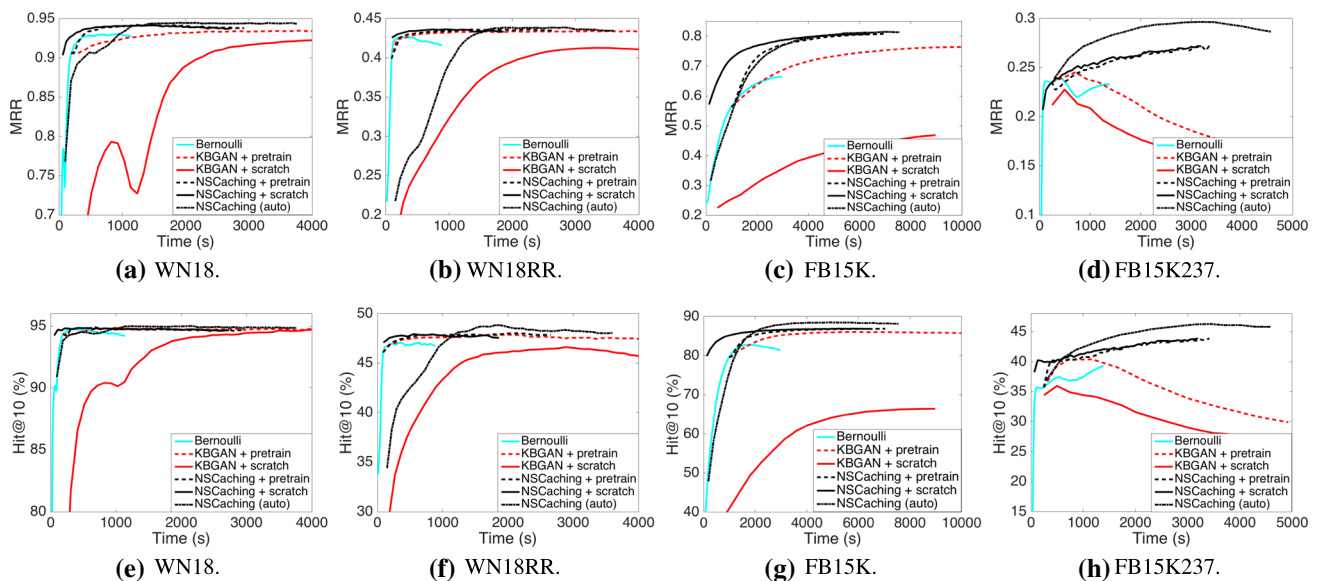 0.95
0.9
0.85
0.8
0.75
0.7
MRR
0 1000 2000 3000 4000
Time (s)
Bernoulli
KBGAN + pretrain
KBGAN + scratch
NSCaching + pretrain
NSCaching + scratch
NSCaching (auto)
(a) WN18.
0.45
0.4
0.35
0.3
0.25
0.2
MRR
0 1000 2000 3000 4000
Time (s)
Bernoulli
KBGAN + pretrain
KBGAN + scratch
NSCaching + pretrain
NSCaching + scratch
NSCaching (auto)
(b) WN18RR.
0.8
0.7
0.6
0.5
0.4
0.3
0.2
MRR
0 2000 4000 6000 8000 10000
Time (s)
Bernoulli
KBGAN + pretrain
KBGAN + scratch
NSCaching + pretrain
NSCaching + scratch
NSCaching (auto)
(c) FB15K.
0.3
0.25
0.2
0.15
0.1
MRR
0 1000 2000 3000 4000 5000
Time (s)
Bernoulli
KBGAN + pretrain
KBGAN + scratch
NSCaching + pretrain
NSCaching + scratch
NSCaching (auto)
(d) FB15K237.
95
90
85
80
Hit@10 (%)
0 1000 2000 3000 4000
Time (s)
Bernoulli
KBGAN + pretrain
KBGAN + scratch
NSCaching + pretrain
NSCaching + scratch
NSCaching (auto)
(e) WN18.
50
45
40
35
30
Hit@10 (%)
0 1000 2000 3000 4000
Time (s)
Bernoulli
KBGAN + pretrain
KBGAN + scratch
NSCaching + pretrain
NSCaching + scratch
NSCaching (auto)
(f) WN18RR.
90
80
70
60
50
40
Hit@10 (%)
0 2000 4000 6000 8000 10000
Time (s)
Bernoulli
KBGAN + pretrain
KBGAN + scratch
NSCaching + pretrain
NSCaching + scratch
NSCaching (auto)
(g) FB15K.
45
40
35
30
25
20
15
Hit@10 (%)
0 1000 2000 3000 4000 5000
Time (s)
Bernoulli
KBGAN + pretrain
KBGAN + scratch
NSCaching + pretrain
NSCaching + scratch
NSCaching (auto)
(h) FB15K237.